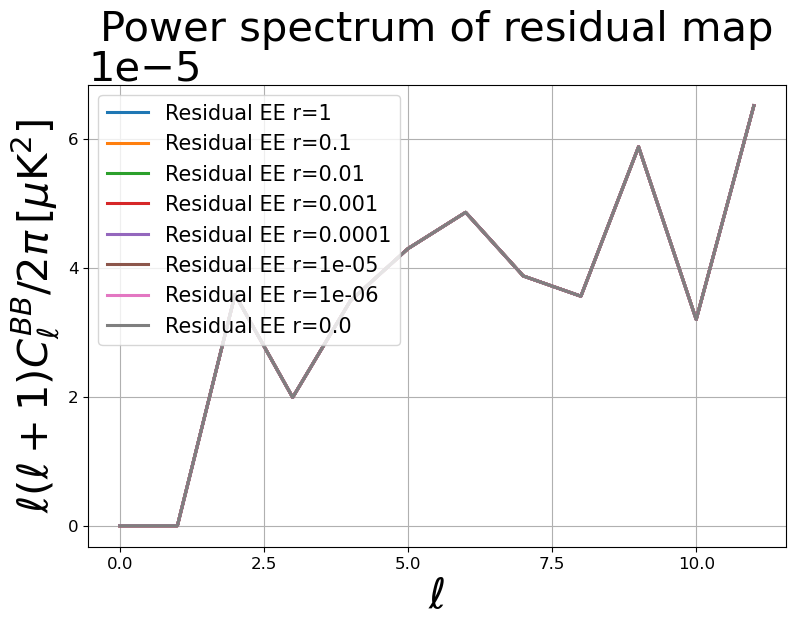 Power spectrum of residual map
1e−5
ℓ(ℓ + 1)C_ℓ^{BB}/2π [μK²]
6
4
2
0
Residual EE r=1
Residual EE r=0.1
Residual EE r=0.01
Residual EE r=0.001
Residual EE r=0.0001
Residual EE r=1e-05
Residual EE r=1e-06
Residual EE r=0.0
0.0 2.5 5.0 7.5 10.0
ℓ